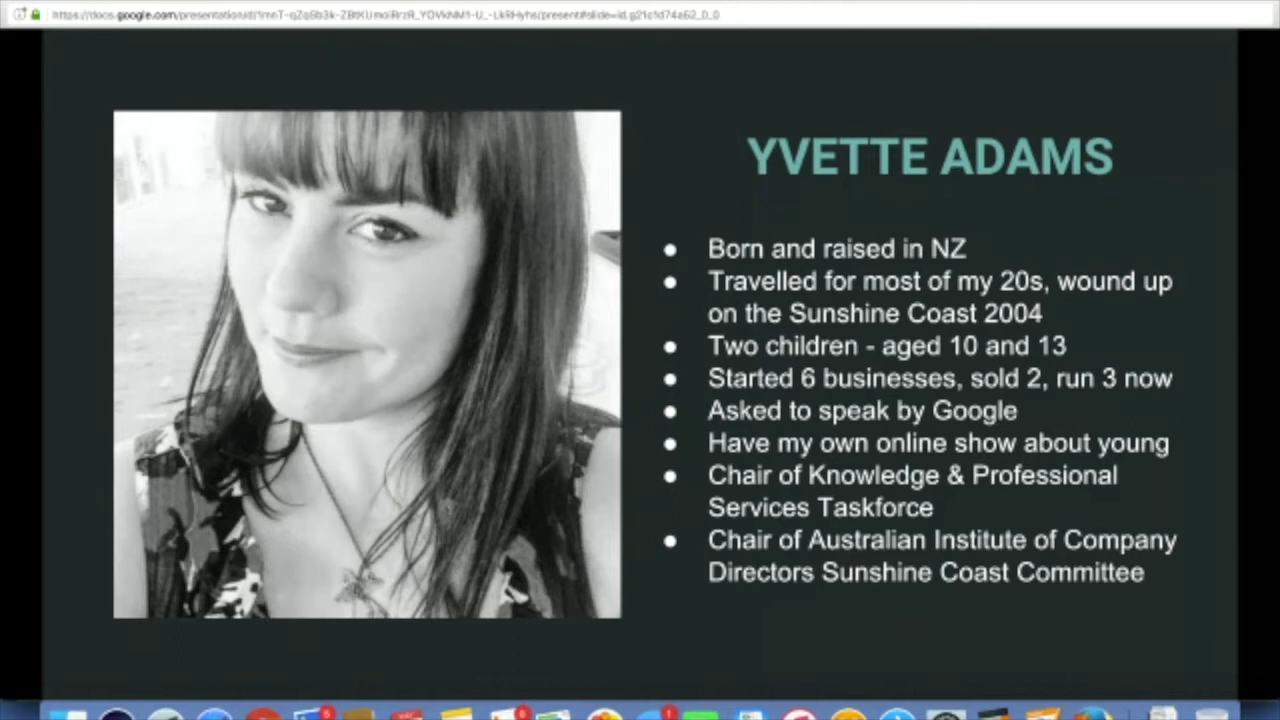 YVETTE ADAMS
● Born and raised in NZ
● Travelled for most of my 20s, wound up
on the Sunshine Coast 2004
● Two children - aged 10 and 13
● Started 6 businesses, sold 2, run 3 now
● Asked to speak by Google
● Have my own online show about young
● Chair of Knowledge & Professional
Services Taskforce
● Chair of Australian Institute of Company
Directors Sunshine Coast Committee